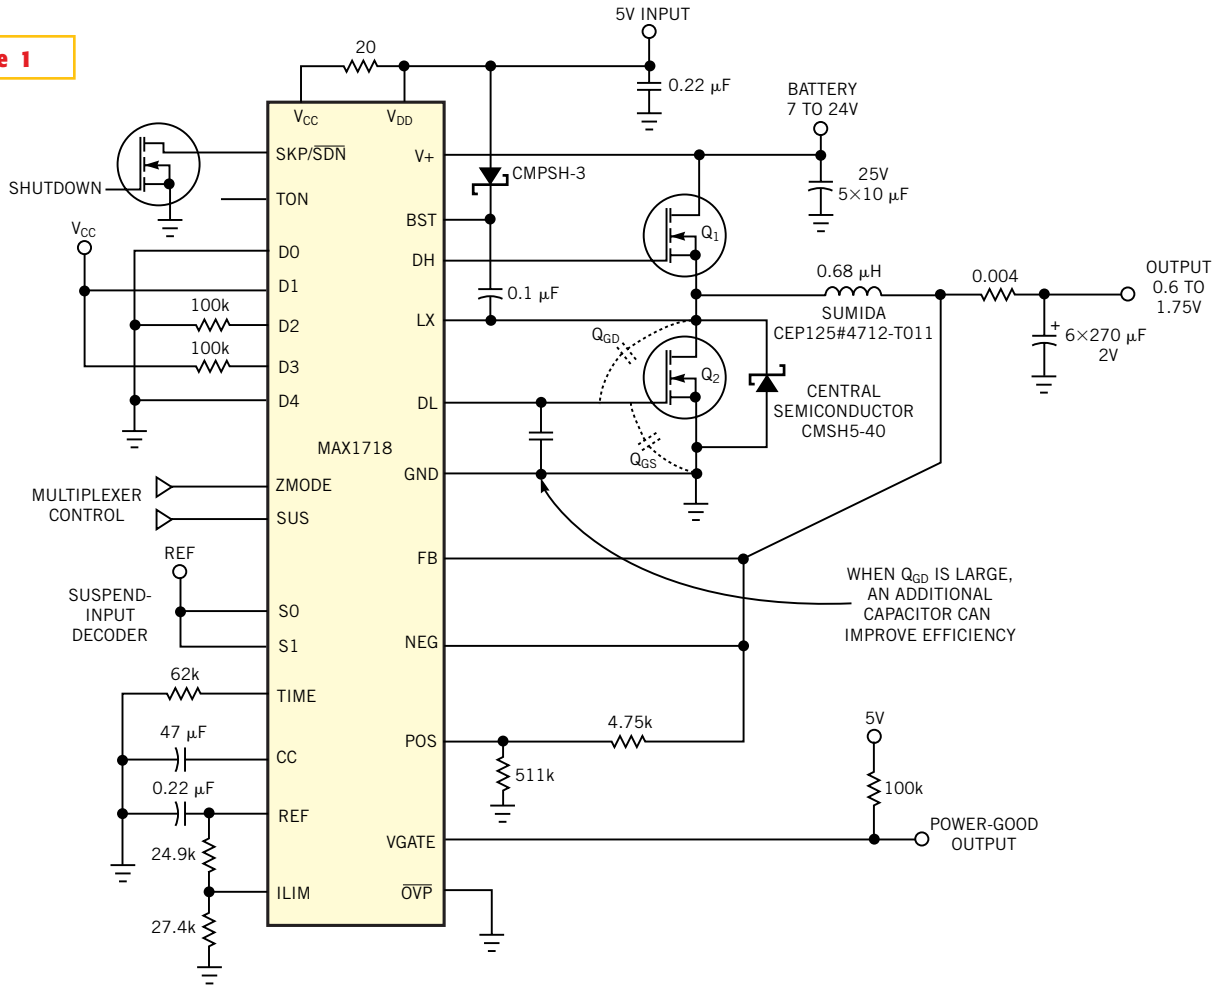 e 1
5V INPUT
20
0.22 µF
BATTERY
7 TO 24V
VCC
VDD
SKP/SDN
V+
CMPSH-3
25V
5×10 µF
SHUTDOWN
TON
BST
Q1
VCC
D0
DH
0.68 µH
0.004
OUTPUT
0.6 TO
1.75V
D1
0.1 µF
100k
D2
LX
SUMIDA
CEP125#4712-T011
QGD
+
6×270 µF
2V
100k
D3
Q2
D4
DL
CENTRAL
SEMICONDUCTOR
CMSH5-40
MAX1718
QGS
GND
MULTIPLEXER
CONTROL
ZMODE
SUS
REF
FB
WHEN QGD IS LARGE,
AN ADDITIONAL
CAPACITOR CAN
IMPROVE EFFICIENCY
SUSPEND-
INPUT
DECODER
S0
S1
NEG
62k
TIME
47 µF
CC
POS
4.75k
511k
5V
100k
0.22 µF
REF
24.9k
VGATE
POWER-GOOD
OUTPUT
ILIM
OVP
27.4k